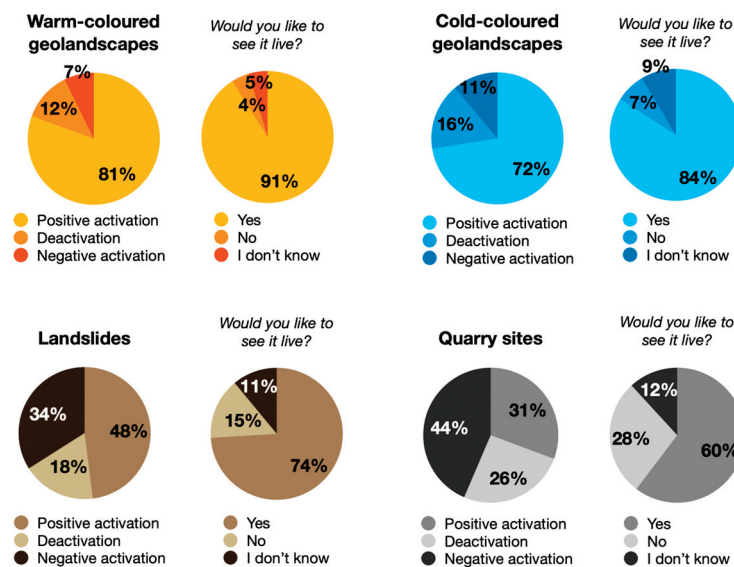 Warm-coloured
geolandscapes
7%
12%
81%
Positive activation
Deactivation
Negative activation
Would you like to
see it live?
5%
4%
91%
Yes
No
I don't know
Cold-coloured
geolandscapes
11%
16%
72%
Positive activation
Deactivation
Negative activation
Would you like to
see it live?
9%
7%
84%
Yes
No
I don't know
Landslides
34%
48%
18%
Positive activation
Deactivation
Negative activation
Would you like to
see it live?
11%
15%
74%
Yes
No
I don't know
Quarry sites
44%
31%
26%
Positive activation
Deactivation
Negative activation
Would you like to
see it live?
12%
28%
60%
Yes
No
I don't know